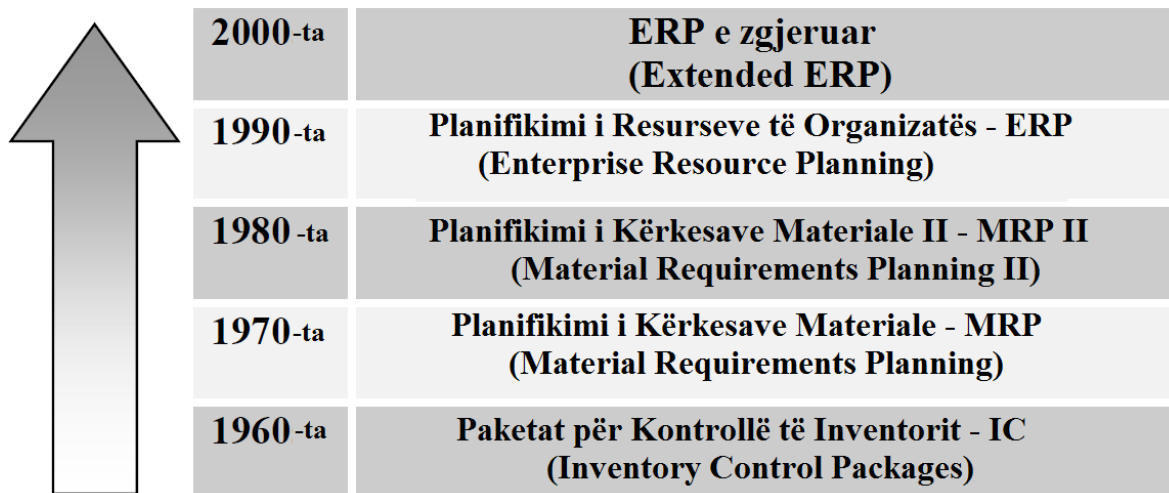 2000-ta
ERP e zgjeruar
(Extended ERP)
1990-ta
Planifikimi i Resurseve të Organizatës - ERP
(Enterprise Resource Planning)
1980 -ta
Planifikimi i Kërkesave Materiale II - MRP II
(Material Requirements Planning II)
1970-ta
Planifikimi i Kërkesave Materiale - MRP
(Material Requirements Planning)
1960-ta
Paketat për Kontrollë të Inventorit - IC
(Inventory Control Packages)